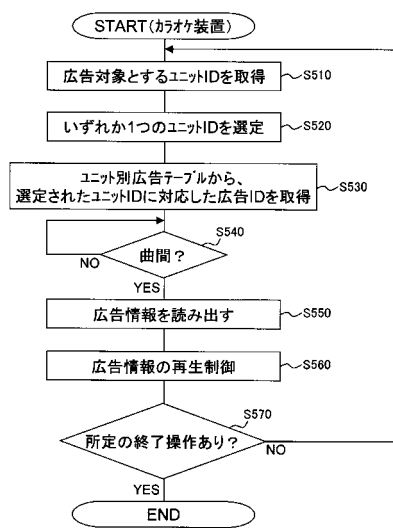 START(カラオケ装置)
広告対象とするユニットIDを取得
S510
いずれか1つのユニットIDを選定
S520
ユニット別広告テーブルから、
選定されたユニットIDに対応した広告IDを取得
S530
S540
曲間？
NO
YES
広告情報を読み出す
S550
広告情報の再生制御
S560
S570
所定の終了操作あり？
NO
YES
END